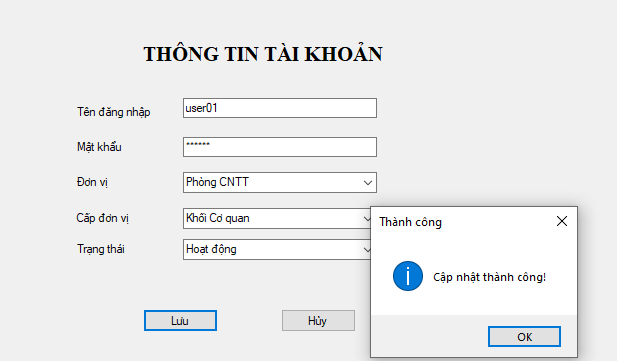 THÔNG TIN TÀI KHOẢN
Tên đăng nhập
user01
Mật khẩu
******
Đơn vị
Phòng CNTT
Cấp đơn vị
Khối Cơ quan
Trạng thái
Hoạt động
Lưu
Hủy
Thành công
Cập nhật thành công!
OK